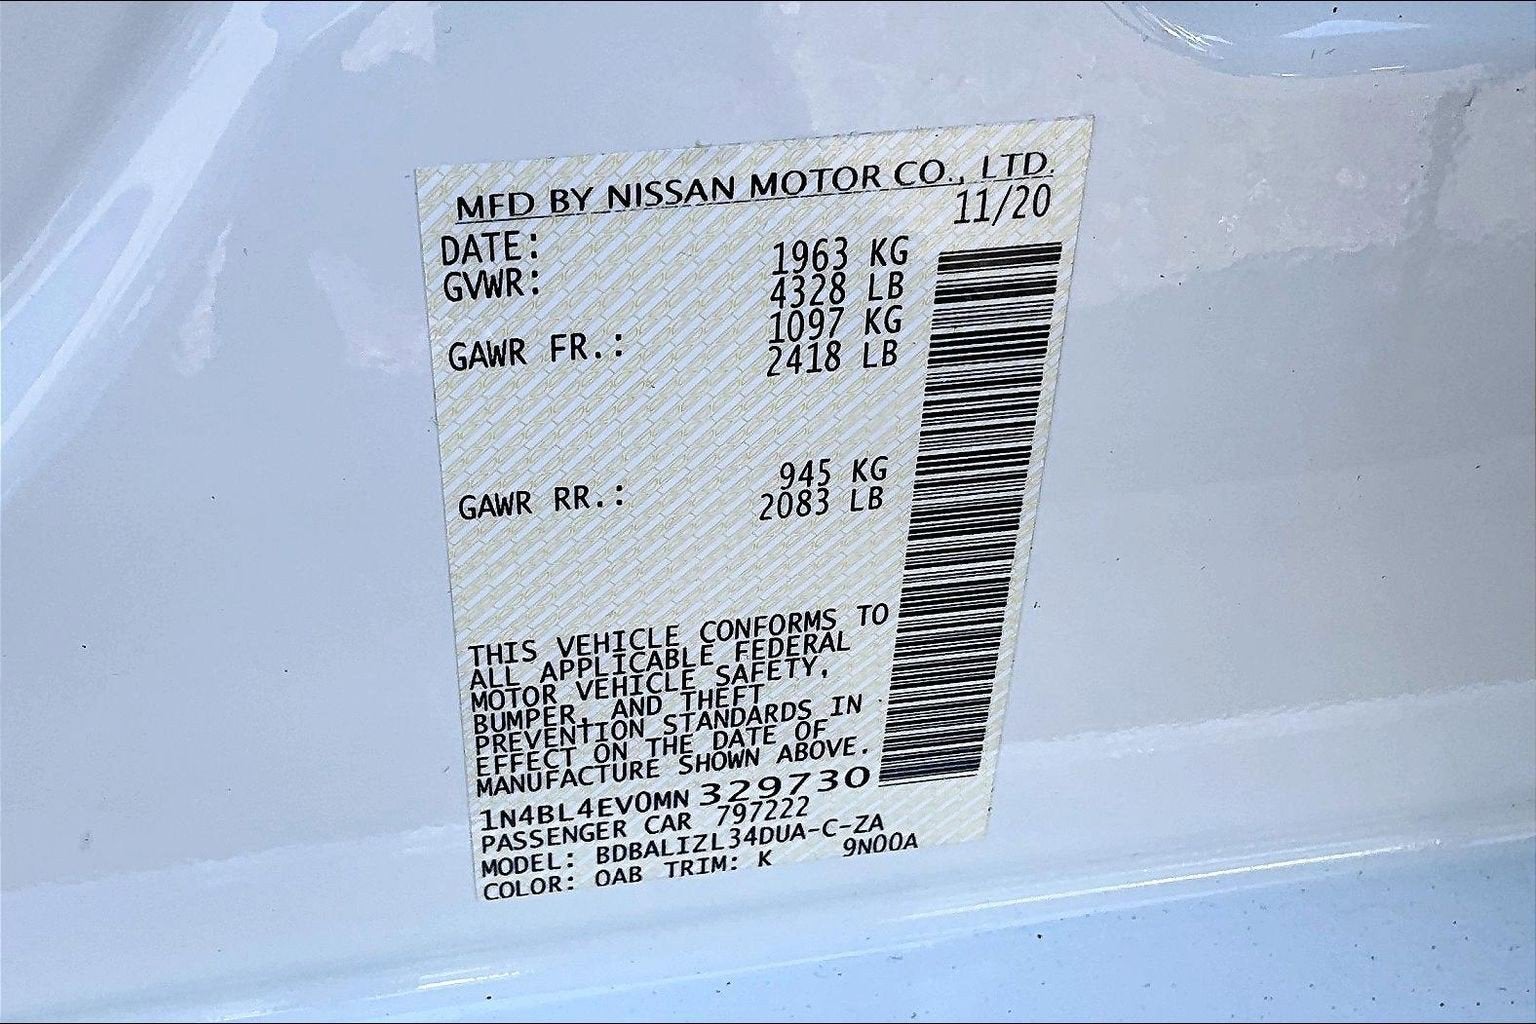 MFD BY NISSAN MOTOR CO., LTD.
DATE: 11/20
GVWR: 1963 KG
4328 LB
GAWR FR.: 1097 KG
2418 LB
GAWR RR.: 945 KG
2083 LB
THIS VEHICLE CONFORMS TO
ALL APPLICABLE FEDERAL
MOTOR VEHICLE SAFETY,
BUMPER, AND THEFT
PREVENTION STANDARDS IN
EFFECT ON THE DATE OF
MANUFACTURE SHOWN ABOVE.
1N4BL4EV0MN 329730
PASSENGER CAR 797222
MODEL: BDBALIZL34DUA-C-ZA
COLOR: QAB TRIM: K 9N00A